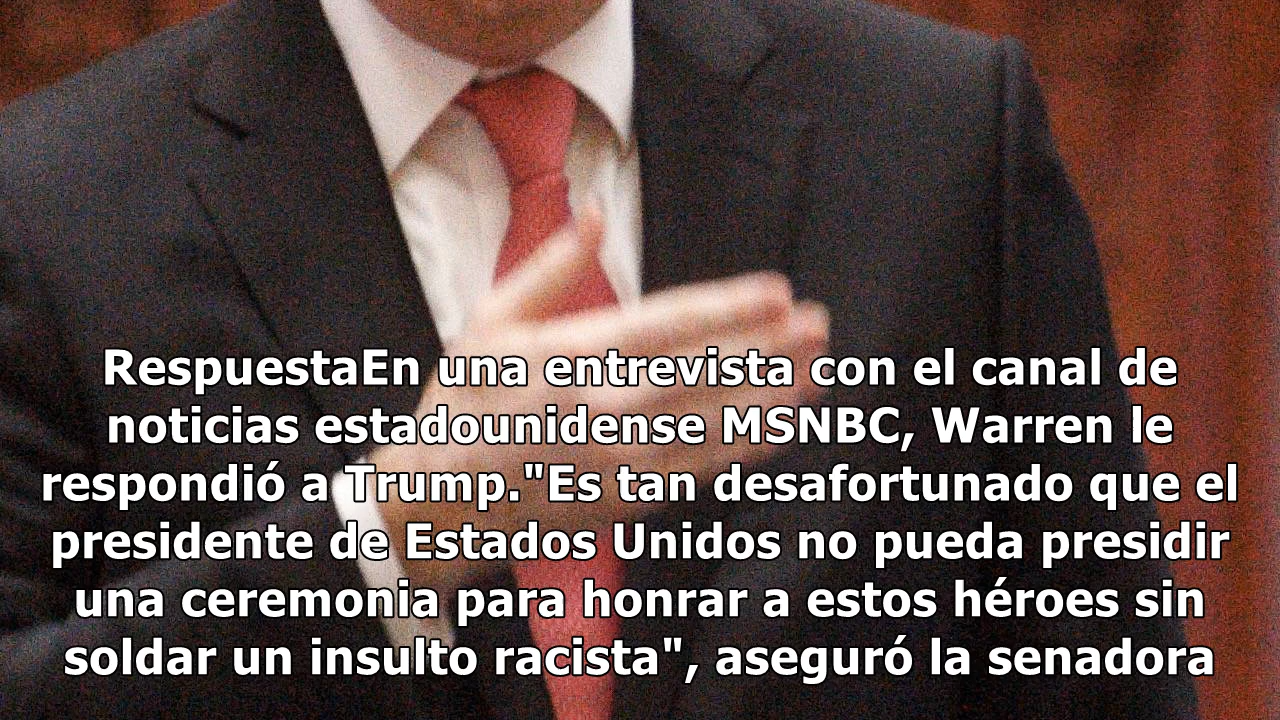 RespuestaEn una entrevista con el canal de
noticias estadounidense MSNBC, Warren le
respondió a Trump."Es tan desafortunado que el
presidente de Estados Unidos no pueda presidir
una ceremonia para honrar a estos héroes sin
soldar un insulto racista", aseguró la senadora